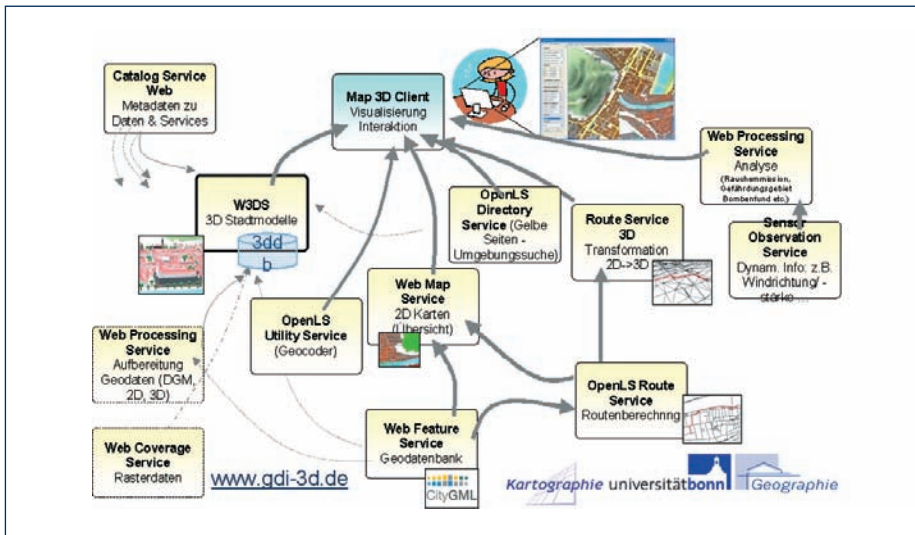 Catalog Service
Web
Metadaten zu
Daten & Services
Map 3D Client
Visualisierung
Interaktion
Web Processing
Service
Analyse
(Rauchemmission,
Gefährdungsgebiet
Bombenfund etc.)
W3DS
3D Stadtmodelle
3dd
b
OpenLS
Directory
Service (Gelbe
Seiten -
Umgebungssuche)
Route Service
3D
Transformation
2D->3D
Sensor
Observation
Service
Dynam. Info: z.B.
Windrichtung/ -
stärke ...
Web Map
Service
2D Karten
(Übersicht)
OpenLS
Utility Service
(Geocoder)
Web Processing
Service
Aufbereitung
Geodaten (DGM,
2D, 3D)
OpenLS Route
Service
Routenberechnng
Web Feature
Service
Geodatenbank
Web Coverage
Service
Rasterdaten
www.gdi-3d.de
CityGML
Kartographie
universitätbonn
Geographie